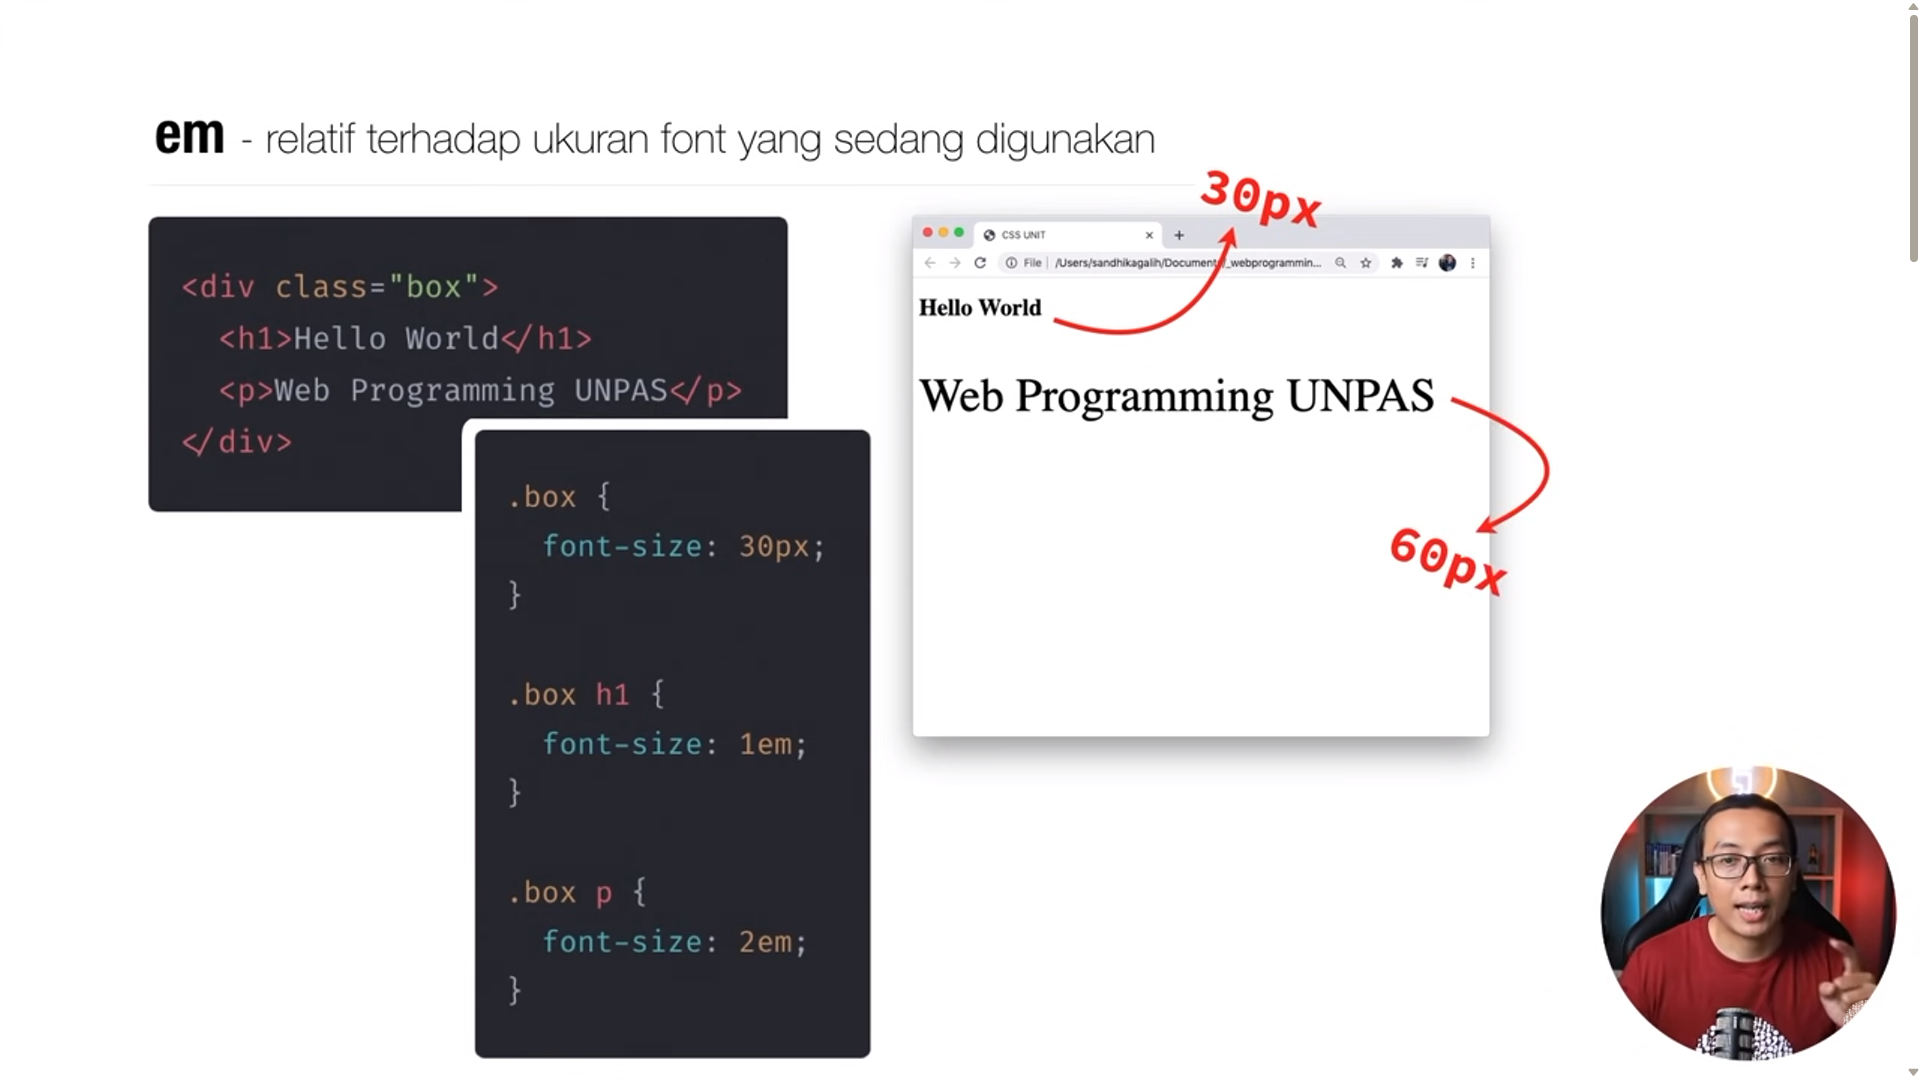 em - relatif terhadap ukuran font yang sedang digunakan
<div class="box">
  <h1>Hello World</h1>
  <p>Web Programming UNPAS</p>
</div>
.box {
  font-size: 30px;
}
.box h1 {
  font-size: 1em;
}
.box p {
  font-size: 2em;
}
30px
CSS UNIT
File | /Users/sandhikagalih/Document/_webprogrammin...
Hello World
Web Programming UNPAS
60px